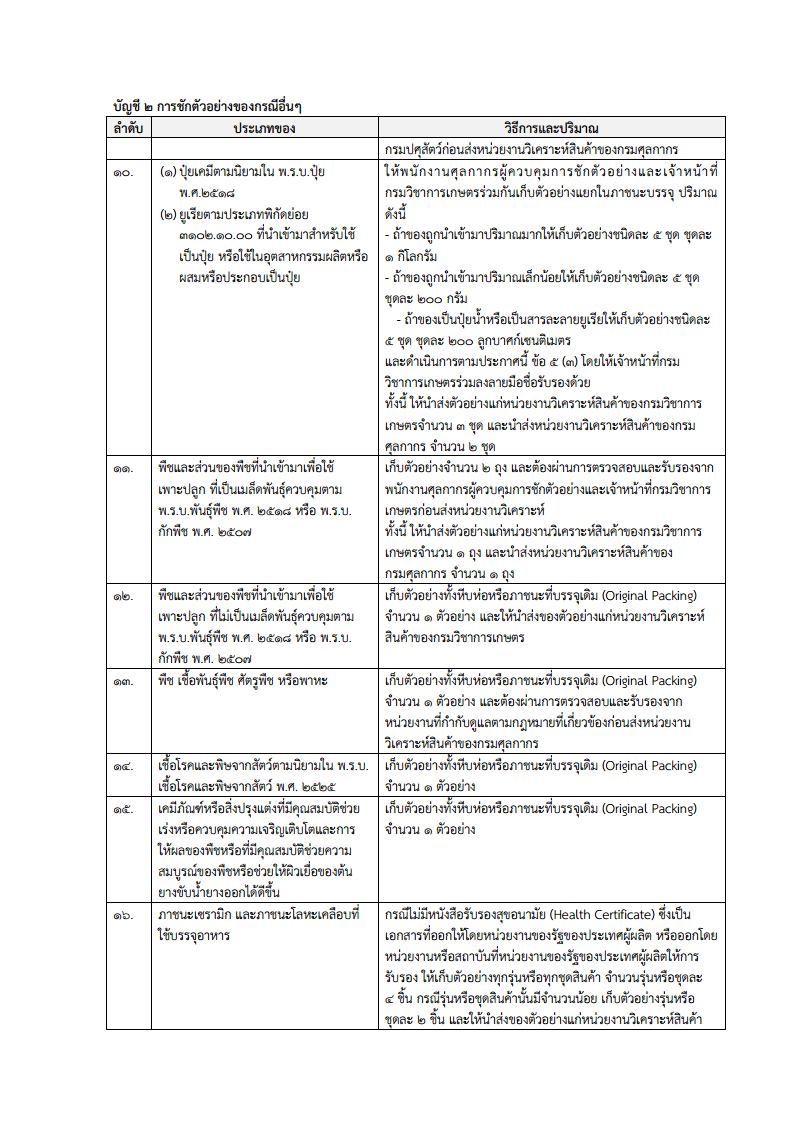 บัญชี ๒ การชักตัวอย่างของกรณีอื่นๆ
ลำดับ ประเภทของ วิธีการและปริมาณ
กรมปศุสัตว์ก่อนส่งหน่วยงานวิเคราะห์สินค้าของกรมศุลกากร
๑๐. (๑) ปุ๋ยเคมีตามนิยามใน พ.ร.บ.ปุ๋ย
พ.ศ.๒๕๑๘
(๒) ยูเรียตามประเภทพิกัดย่อย
๓๑๐๒.๑๐.๐๐ ที่นำเข้ามาสำหรับใช้
เป็นปุ๋ย หรือใช้ในอุตสาหกรรมผลิตหรือ
ผสมหรือประกอบเป็นปุ๋ย
ให้พนักงานศุลกากรผู้ควบคุมการชักตัวอย่างและเจ้าหน้าที่
กรมวิชาการเกษตรร่วมกันเก็บตัวอย่างแยกในภาชนะบรรจุ ปริมาณ
ดังนี้
- ถ้าของถูกนำเข้ามาปริมาณมากให้เก็บตัวอย่างชนิดละ ๕ ชุด ชุดละ
๑ กิโลกรัม
- ถ้าของถูกนำเข้ามาปริมาณเล็กน้อยให้เก็บตัวอย่างชนิดละ ๕ ชุด
ชุดละ ๒๐๐ กรัม
- ถ้าของเป็นปุ๋ยน้ำหรือเป็นสารละลายยูเรียให้เก็บตัวอย่างชนิดละ
๕ ชุด ชุดละ ๒๐๐ ลูกบาศก์เซนติเมตร
และดำเนินการตามประกาศนี้ ข้อ ๕ (๓) โดยให้เจ้าหน้าที่กรม
วิชาการเกษตรร่วมลงลายมือชื่อรับรองด้วย
ทั้งนี้ ให้นำส่งตัวอย่างแก่หน่วยงานวิเคราะห์สินค้าของกรมวิชาการ
เกษตรจำนวน ๓ ชุด และนำส่งหน่วยงานวิเคราะห์สินค้าของกรม
ศุลกากร จำนวน ๒ ชุด
๑๑. พืชและส่วนของพืชที่นำเข้ามาเพื่อใช้
เพาะปลูก ที่เป็นเมล็ดพันธุ์ควบคุมตาม
พ.ร.บ.พันธุ์พืช พ.ศ. ๒๕๑๘ หรือ พ.ร.บ.
กักพืช พ.ศ. ๒๕๐๗
เก็บตัวอย่างจำนวน ๒ ถุง และต้องผ่านการตรวจสอบและรับรองจาก
พนักงานศุลกากรผู้ควบคุมการชักตัวอย่างและเจ้าหน้าที่กรมวิชาการ
เกษตรก่อนส่งหน่วยงานวิเคราะห์
ทั้งนี้ ให้นำส่งตัวอย่างแก่หน่วยงานวิเคราะห์สินค้าของกรมวิชาการ
เกษตรจำนวน ๑ ถุง และนำส่งหน่วยงานวิเคราะห์สินค้าของ
กรมศุลกากร จำนวน ๑ ถุง
๑๒. พืชและส่วนของพืชที่นำเข้ามาเพื่อใช้
เพาะปลูก ที่ไม่เป็นเมล็ดพันธุ์ควบคุมตาม
พ.ร.บ.พันธุ์พืช พ.ศ. ๒๕๑๘ หรือ พ.ร.บ.
กักพืช พ.ศ. ๒๕๐๗
เก็บตัวอย่างทั้งหีบห่อหรือภาชนะที่บรรจุเดิม (Original Packing)
จำนวน ๑ ตัวอย่าง และให้นำส่งของตัวอย่างแก่หน่วยงานวิเคราะห์
สินค้าของกรมวิชาการเกษตร
๑๓. พืช เชื้อพันธุ์พืช ศัตรูพืช หรือพาหะ
เก็บตัวอย่างทั้งหีบห่อหรือภาชนะที่บรรจุเดิม (Original Packing)
จำนวน ๑ ตัวอย่าง และต้องผ่านการตรวจสอบและรับรองจาก
หน่วยงานที่กำกับดูแลตามกฎหมายที่เกี่ยวข้องก่อนส่งหน่วยงาน
วิเคราะห์สินค้าของกรมศุลกากร
๑๔. เชื้อโรคและพิษจากสัตว์ตามนิยามใน พ.ร.บ.
เชื้อโรคและพิษจากสัตว์ พ.ศ. ๒๕๒๕
เก็บตัวอย่างทั้งหีบห่อหรือภาชนะที่บรรจุเดิม (Original Packing)
จำนวน ๑ ตัวอย่าง
๑๕. เคมีภัณฑ์หรือสิ่งปรุงแต่งที่มีคุณสมบัติช่วย
เร่งหรือควบคุมความเจริญเติบโตและการ
ให้ผลของพืชหรือที่มีคุณสมบัติช่วยความ
สมบูรณ์ของพืชหรือช่วยให้ผิวเยื่อของต้น
ยางขับน้ำยางออกได้ดีขึ้น
เก็บตัวอย่างทั้งหีบห่อหรือภาชนะที่บรรจุเดิม (Original Packing)
จำนวน ๑ ตัวอย่าง
๑๖. ภาชนะเซรามิก และภาชนะโลหะเคลือบที่
ใช้บรรจุอาหาร
กรณีไม่มีหนังสือรับรองสุขอนามัย (Health Certificate) ซึ่งเป็น
เอกสารที่ออกให้โดยหน่วยงานของรัฐของประเทศผู้ผลิต หรือออกโดย
หน่วยงานหรือสถาบันที่หน่วยงานของรัฐของประเทศผู้ผลิตให้การ
รับรอง ให้เก็บตัวอย่างทุกรุ่นหรือทุกชุดสินค้า จำนวนรุ่นหรือชุดละ
๔ ชิ้น กรณีรุ่นหรือชุดสินค้านั้นมีจำนวนน้อย เก็บตัวอย่างรุ่นหรือ
ชุดละ ๒ ชิ้น และให้นำส่งของตัวอย่างแก่หน่วยงานวิเคราะห์สินค้า